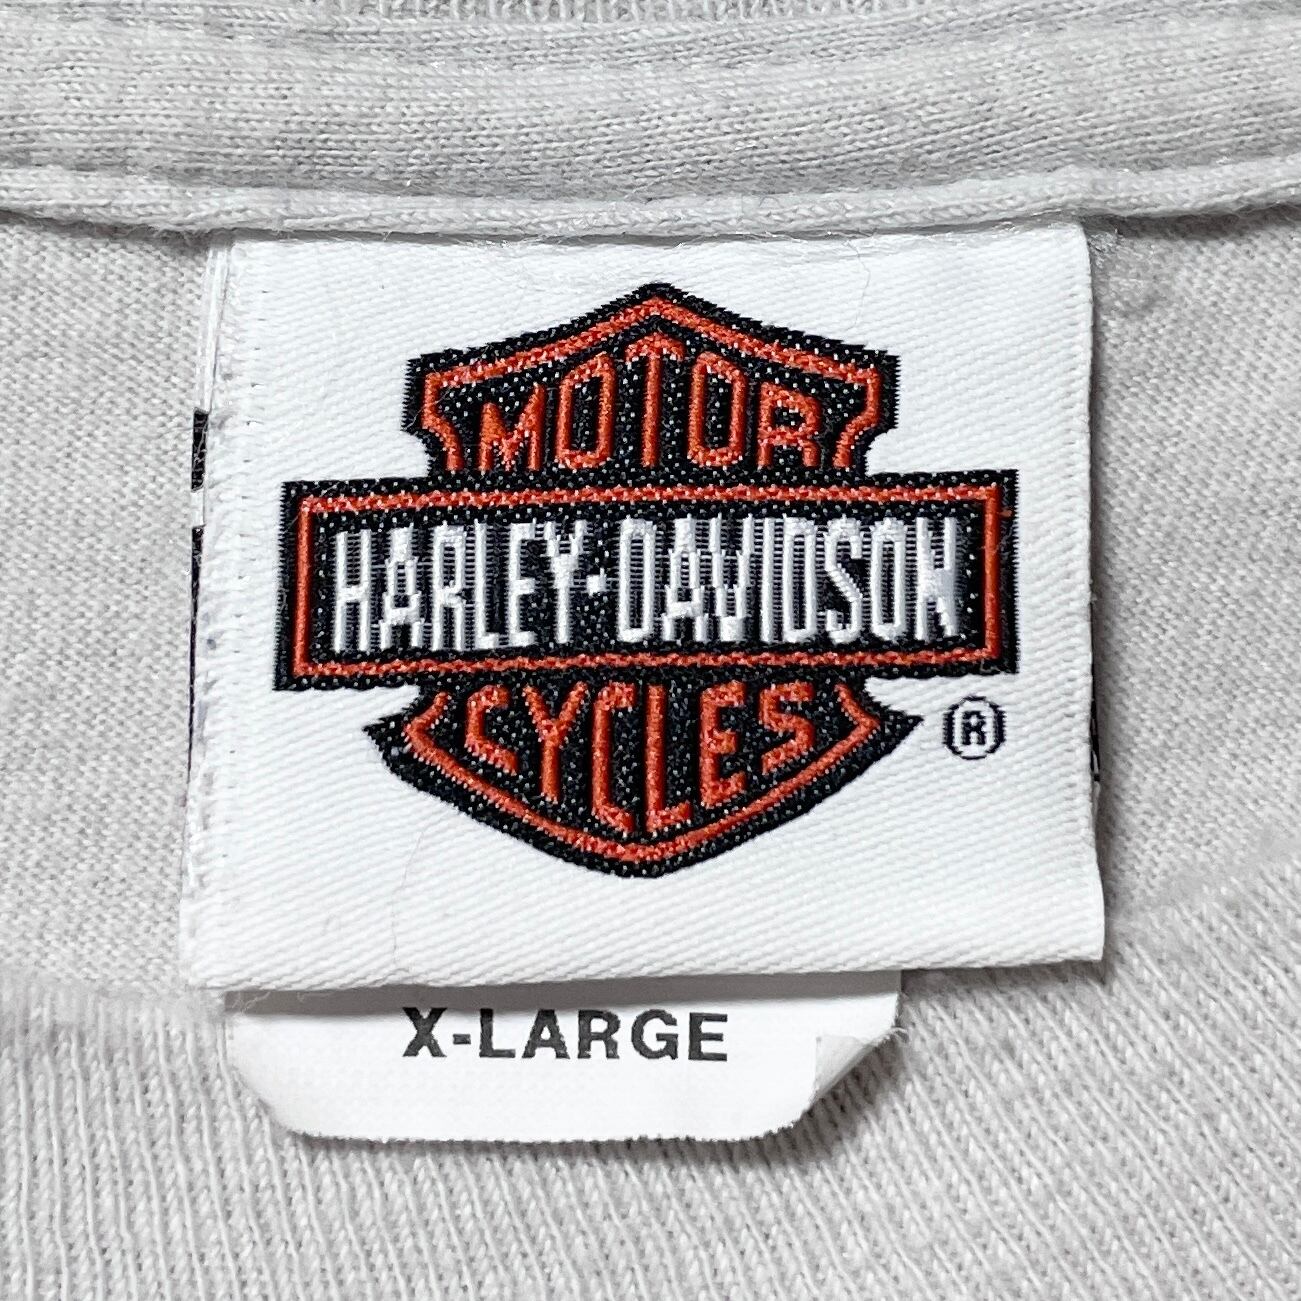 MOTOR
HARLEY-DAVIDSON
CYCLES
®
X-LARGE